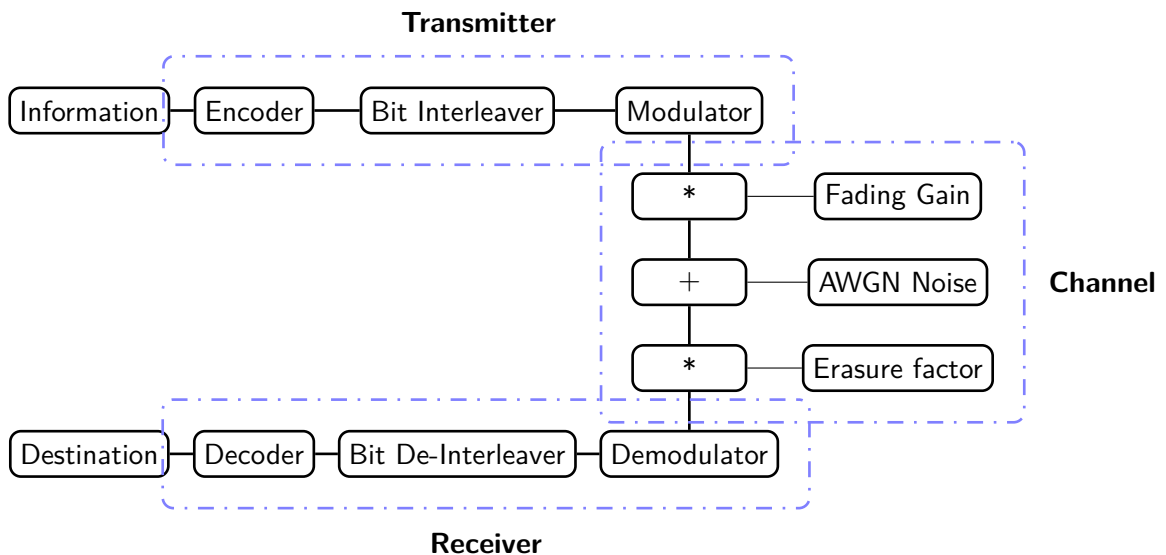 Transmitter
Information Encoder Bit Interleaver Modulator
* Fading Gain
+ AWGN Noise Channel
* Erasure factor
Destination Decoder Bit De-Interleaver Demodulator
Receiver